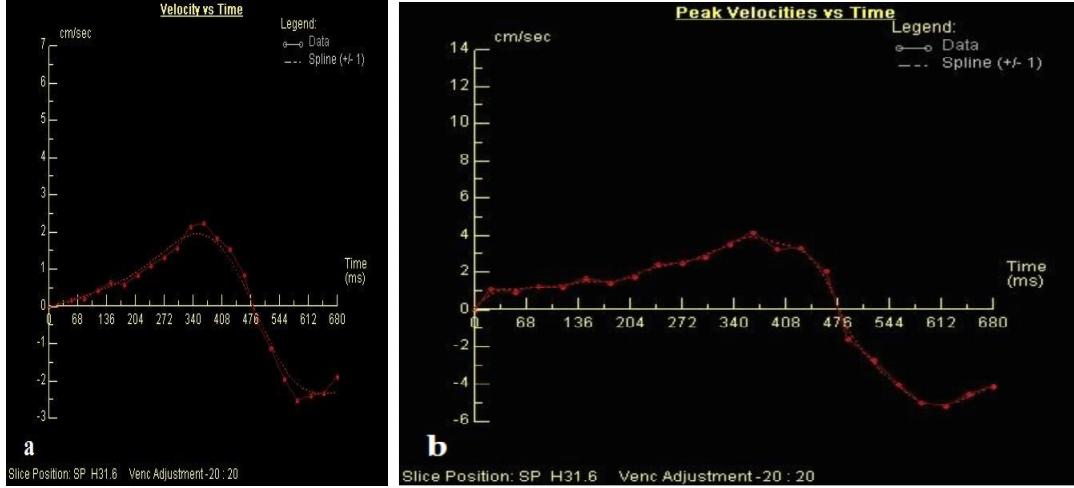 a
Velocity vs Time
cm/sec
Legend:
Data
Spline (+/- 1)
7
6
5
4
3
2
1
0
-1
-2
-3
Time
(ms)
0 68 136 204 272 340 408 476 544 612 680
a
Slice Position: SP H31.6 Venc Adjustment -20 : 20
Peak Velocities vs Time
cm/sec
Legend:
Data
Spline (+/- 1)
14
12
10
8
6
4
2
0
-2
-4
-6
Time
(ms)
0 68 136 204 272 340 408 476 544 612 680
b
Slice Position: SP H31.6 Venc Adjustment -20 : 20